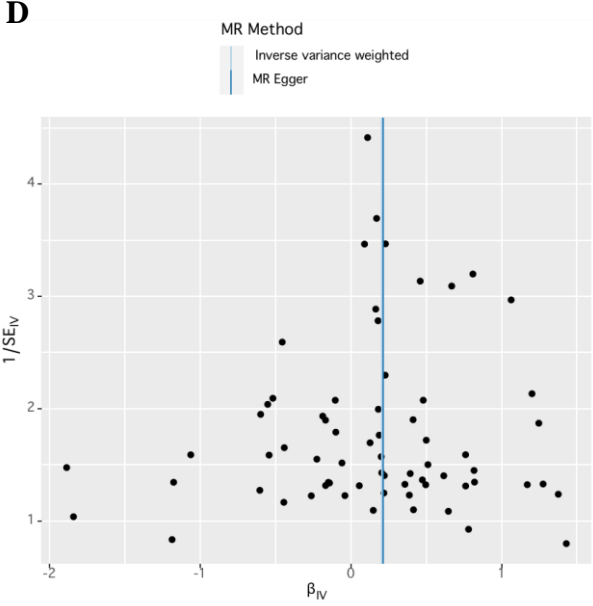 D
MR Method
Inverse variance weighted
MR Egger
4
3
2
1
1/SE_IV
-2
-1
0
1
β_IV